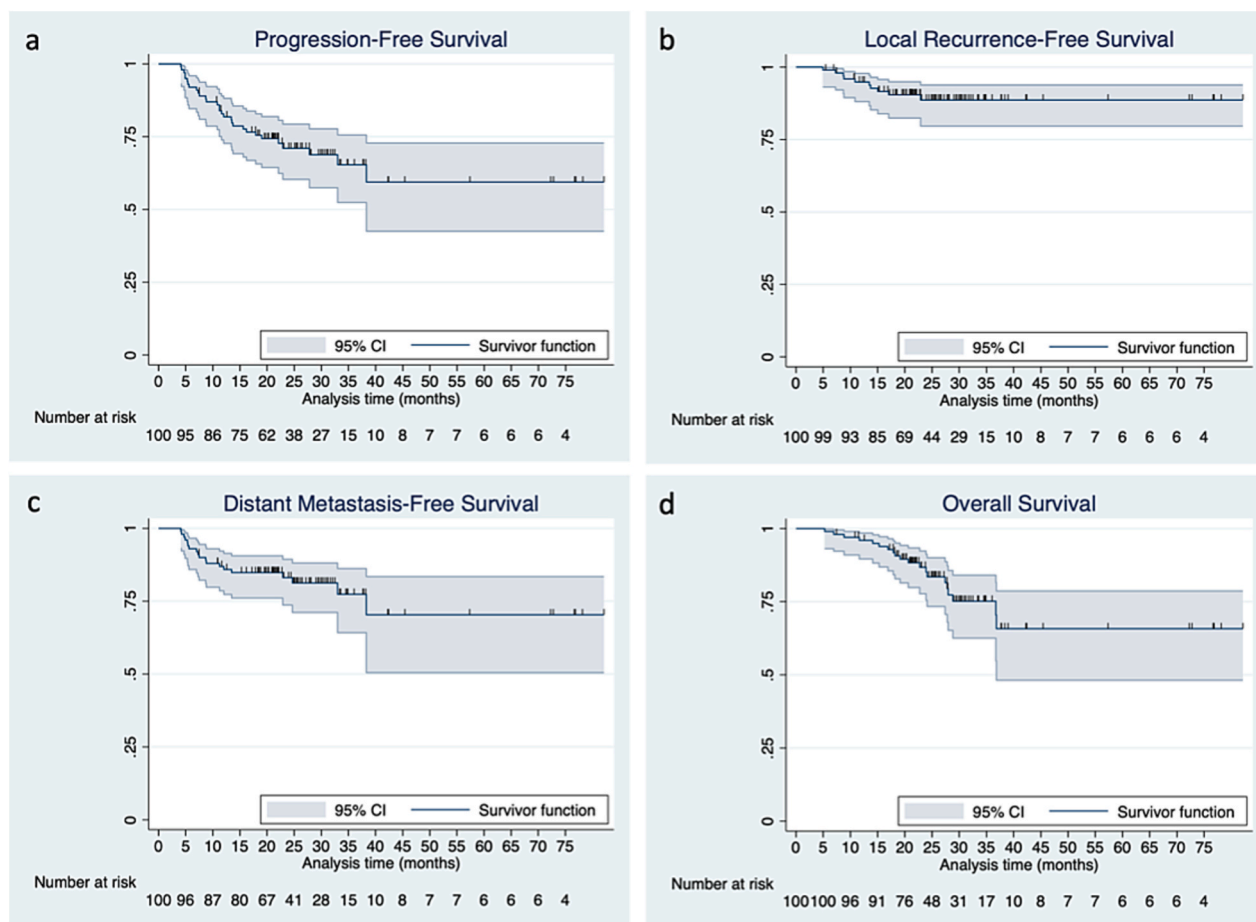 a
Progression-Free Survival
1
.75
.5
.25
0
95% CI
Survivor function
0 5 10 15 20 25 30 35 40 45 50 55 60 65 70 75
Analysis time (months)
Number at risk
100 95 86 75 62 38 27 15 10 8 7 7 6 6 6 4
b
Local Recurrence-Free Survival
1
.75
.5
.25
0
95% CI
Survivor function
0 5 10 15 20 25 30 35 40 45 50 55 60 65 70 75
Analysis time (months)
Number at risk
100 99 93 85 69 44 29 15 10 8 7 7 6 6 6 4
c
Distant Metastasis-Free Survival
1
.75
.5
.25
0
95% CI
Survivor function
0 5 10 15 20 25 30 35 40 45 50 55 60 65 70 75
Analysis time (months)
Number at risk
100 96 87 80 67 41 28 15 10 8 7 7 6 6 6 4
d
Overall Survival
1
.75
.5
.25
0
95% CI
Survivor function
0 5 10 15 20 25 30 35 40 45 50 55 60 65 70 75
Analysis time (months)
Number at risk
100 100 96 91 76 48 31 17 10 8 7 7 6 6 6 4